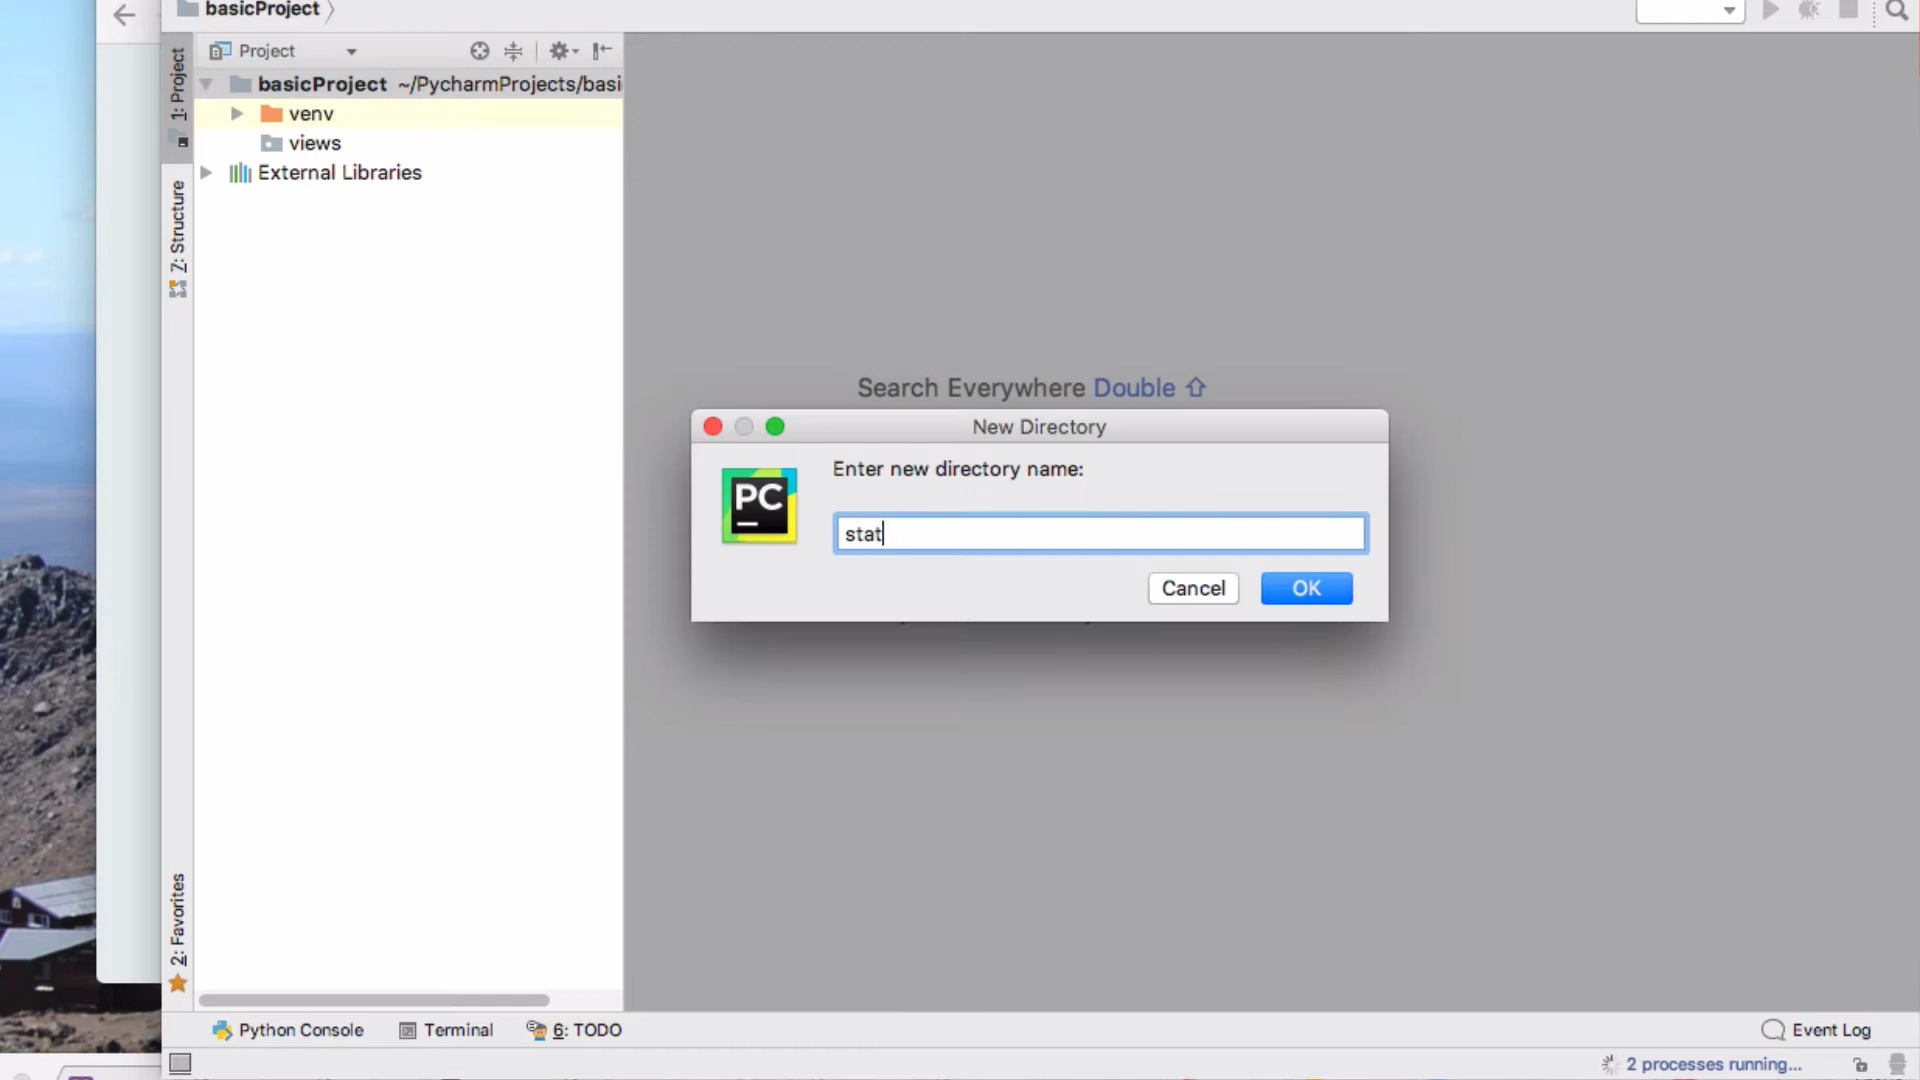 basicProject
Project
basicProject ~/PycharmProjects/basi
venv
views
External Libraries
1: Project
Z: Structure
2: Favorites
Search Everywhere Double ⇧
New Directory
PC
Enter new directory name:
stat
Cancel OK
Python Console Terminal 6: TODO Event Log
2 processes running...